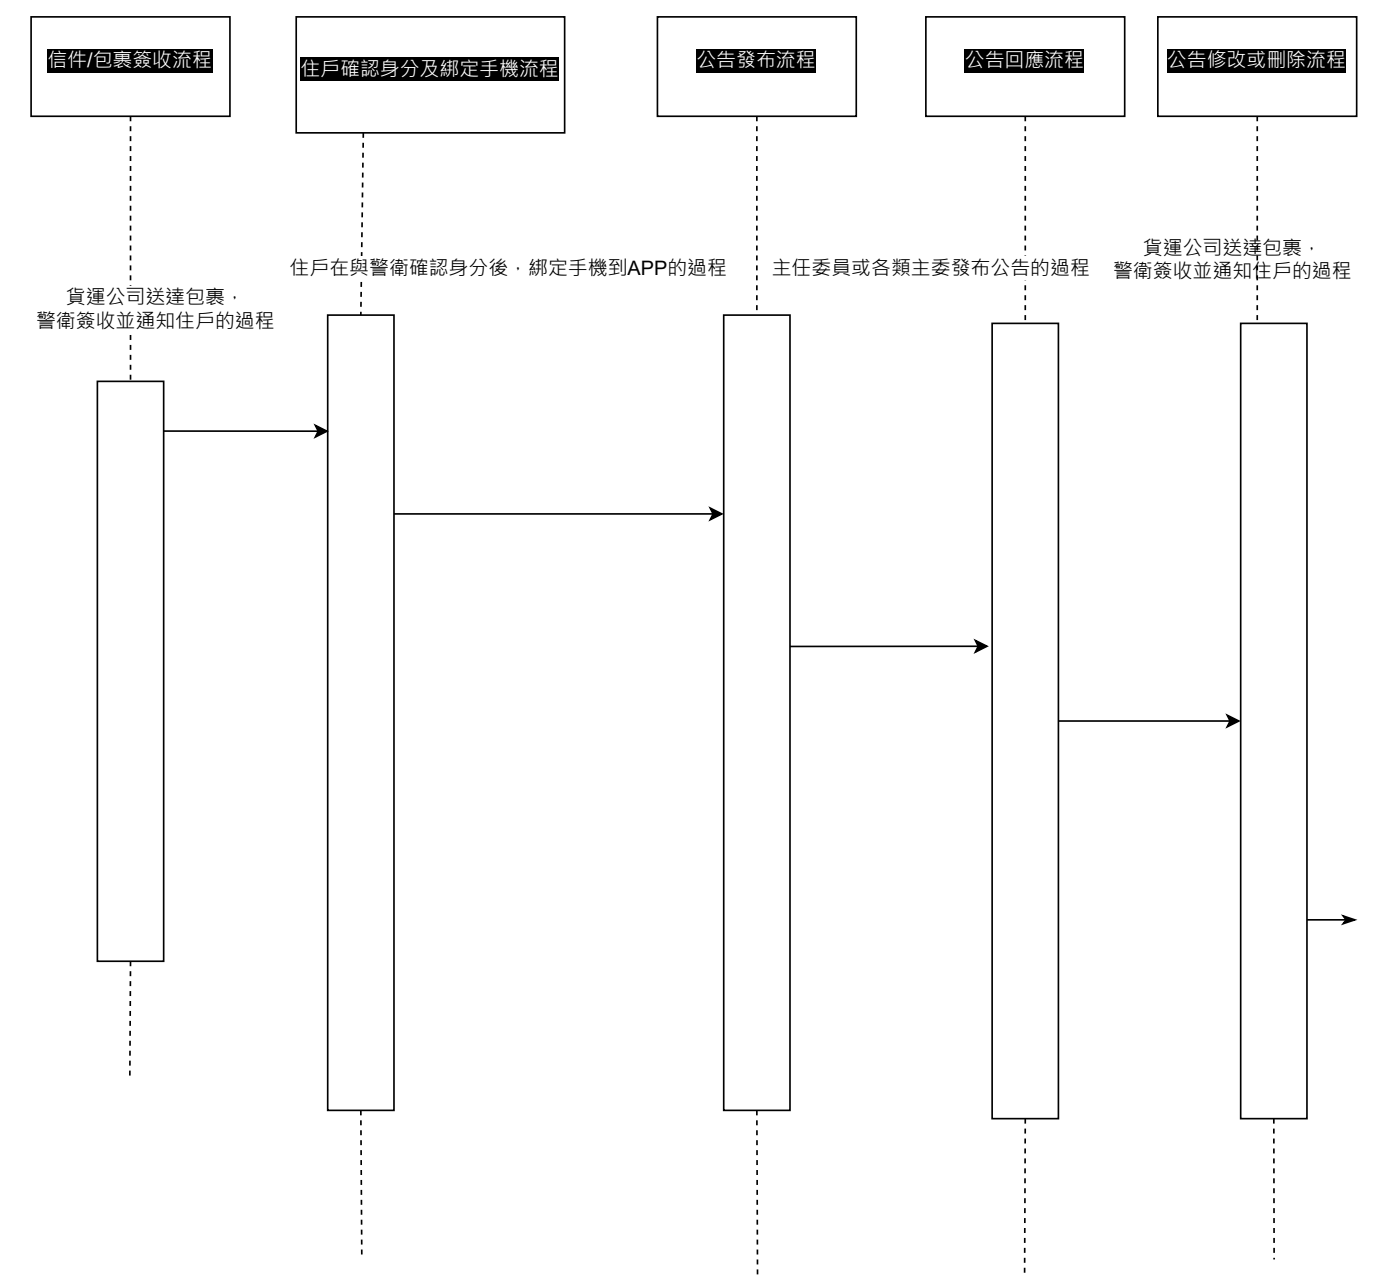 信件/包裹簽收流程
住戶確認身分及綁定手機流程
公告發布流程
公告回應流程
公告修改或刪除流程
貨運公司送達包裹，
警衛簽收並通知住戶的過程
住戶在與警衛確認身分後，綁定手機到APP的過程
主任委員或各類主委發布公告的過程
貨運公司送達包裹，
警衛簽收並通知住戶的過程